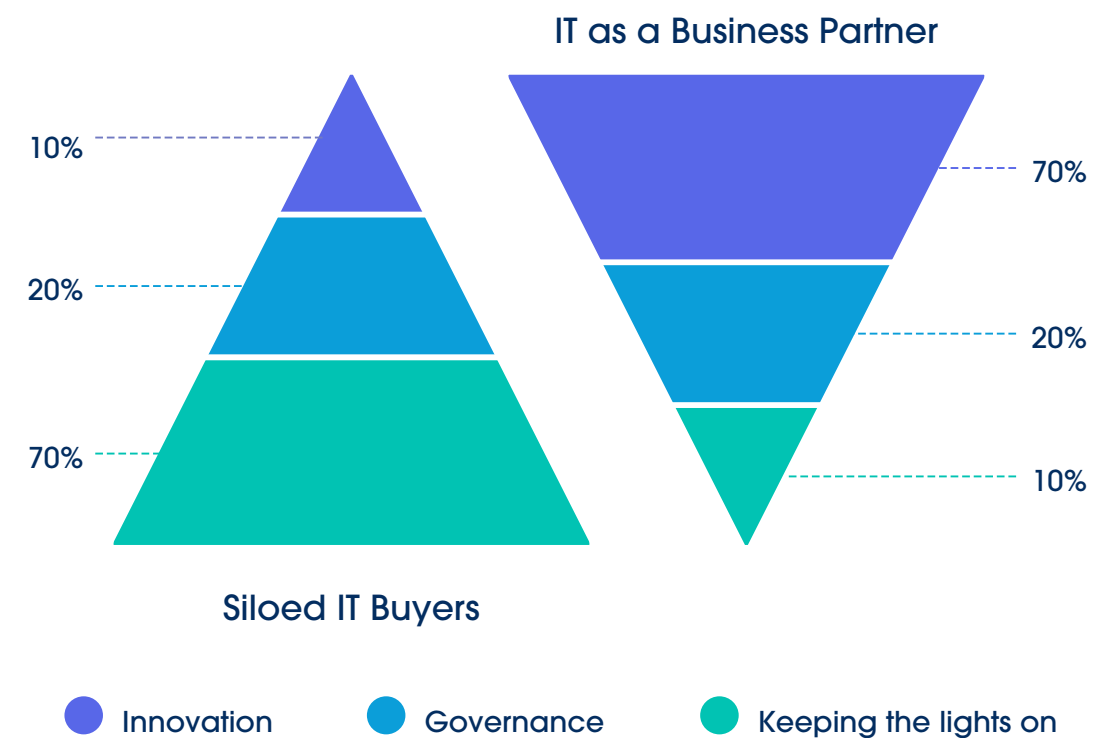 IT as a Business Partner
10%
20%
70%
70%
20%
10%
Siloed IT Buyers
Innovation
Governance
Keeping the lights on